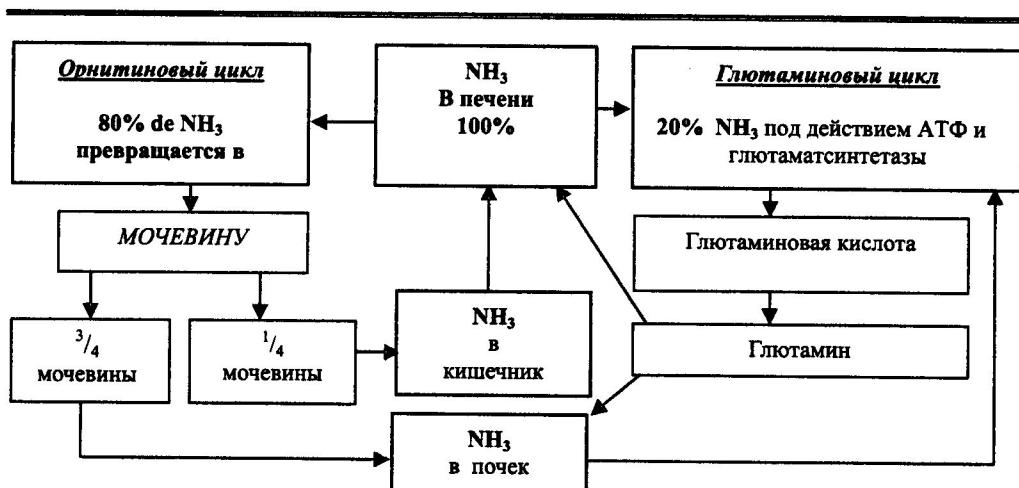 Орнитиновый цикл
80% de NH₃
превращается в
NH₃
В печени
100%
Глютаминовый цикл
20% NH₃ под действием АТФ и
глютаматсинтетазы
МОЧЕВИНУ
Глютаминовая кислота
³/₄
мочевины
¹/₄
мочевины
NH₃
в
кишечник
Глютамин
NH₃
в почек